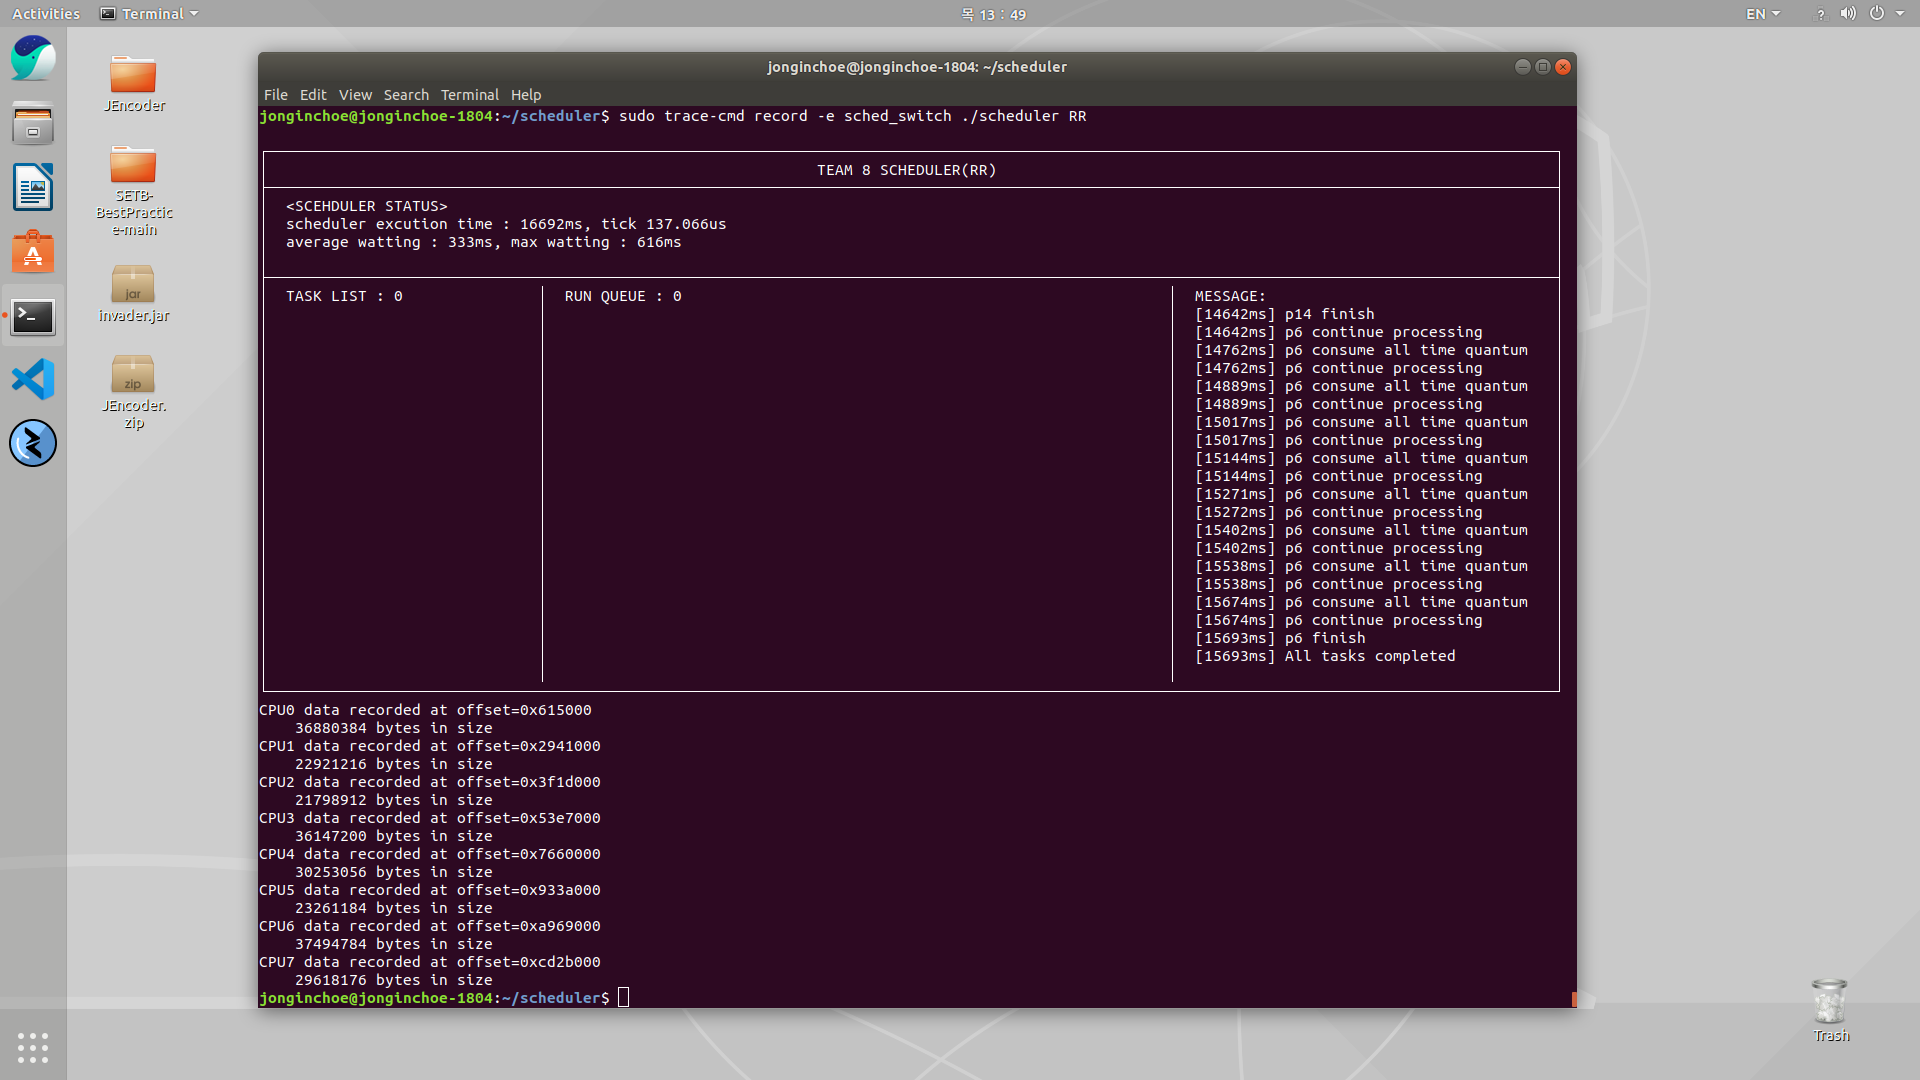 Activities
Terminal
목 13 : 49
EN
?
JEncoder
SETB-
BestPractic
e-main
jar
invader.jar
zip
JEncoder.
zip
jonginchoe@jonginchoe-1804: ~/scheduler
File Edit View Search Terminal Help
jonginchoe@jonginchoe-1804:~/scheduler$ sudo trace-cmd record -e sched_switch ./scheduler RR
TEAM 8 SCHEDULER(RR)
<SCEHDULER STATUS>
scheduler excution time : 16692ms, tick 137.066us
average watting : 333ms, max watting : 616ms
TASK LIST : 0
RUN QUEUE : 0
MESSAGE:
[14642ms] p14 finish
[14642ms] p6 continue processing
[14762ms] p6 consume all time quantum
[14762ms] p6 continue processing
[14889ms] p6 consume all time quantum
[14889ms] p6 continue processing
[15017ms] p6 consume all time quantum
[15017ms] p6 continue processing
[15144ms] p6 consume all time quantum
[15144ms] p6 continue processing
[15271ms] p6 consume all time quantum
[15272ms] p6 continue processing
[15402ms] p6 consume all time quantum
[15402ms] p6 continue processing
[15538ms] p6 consume all time quantum
[15538ms] p6 continue processing
[15674ms] p6 consume all time quantum
[15674ms] p6 continue processing
[15693ms] p6 finish
[15693ms] All tasks completed
CPU0 data recorded at offset=0x615000
36880384 bytes in size
CPU1 data recorded at offset=0x2941000
22921216 bytes in size
CPU2 data recorded at offset=0x3f1d000
21798912 bytes in size
CPU3 data recorded at offset=0x53e7000
36147200 bytes in size
CPU4 data recorded at offset=0x7660000
30253056 bytes in size
CPU5 data recorded at offset=0x933a000
23261184 bytes in size
CPU6 data recorded at offset=0xa969000
37494784 bytes in size
CPU7 data recorded at offset=0xcd2b000
29618176 bytes in size
jonginchoe@jonginchoe-1804:~/scheduler$
Trash